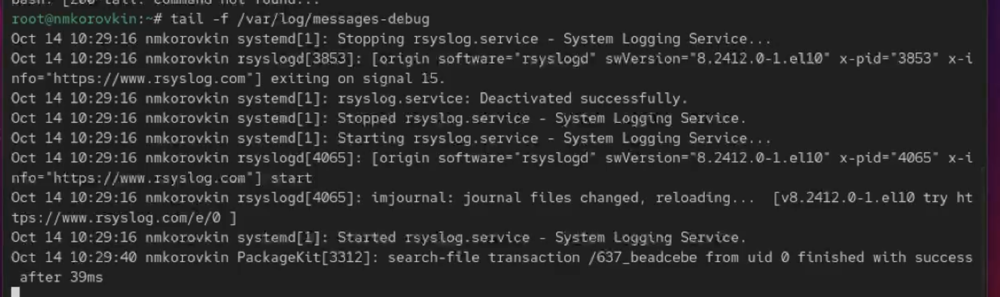 bash: [200~tail: command not found...
root@nmkorovkin:~# tail -f /var/log/messages-debug
Oct 14 10:29:16 nmkorovkin systemd[1]: Stopping rsyslog.service - System Logging Service...
Oct 14 10:29:16 nmkorovkin rsyslogd[3853]: [origin software="rsyslogd" swVersion="8.2412.0-1.el10" x-pid="3853" x-i
nfo="https://www.rsyslog.com"] exiting on signal 15.
Oct 14 10:29:16 nmkorovkin systemd[1]: rsyslog.service: Deactivated successfully.
Oct 14 10:29:16 nmkorovkin systemd[1]: Stopped rsyslog.service - System Logging Service.
Oct 14 10:29:16 nmkorovkin systemd[1]: Starting rsyslog.service - System Logging Service...
Oct 14 10:29:16 nmkorovkin rsyslogd[4065]: [origin software="rsyslogd" swVersion="8.2412.0-1.el10" x-pid="4065" x-i
nfo="https://www.rsyslog.com"] start
Oct 14 10:29:16 nmkorovkin rsyslogd[4065]: imjournal: journal files changed, reloading...  [v8.2412.0-1.el10 try ht
tps://www.rsyslog.com/e/0 ]
Oct 14 10:29:16 nmkorovkin systemd[1]: Started rsyslog.service - System Logging Service.
Oct 14 10:29:40 nmkorovkin PackageKit[3312]: search-file transaction /637_beadcebe from uid 0 finished with success
 after 39ms